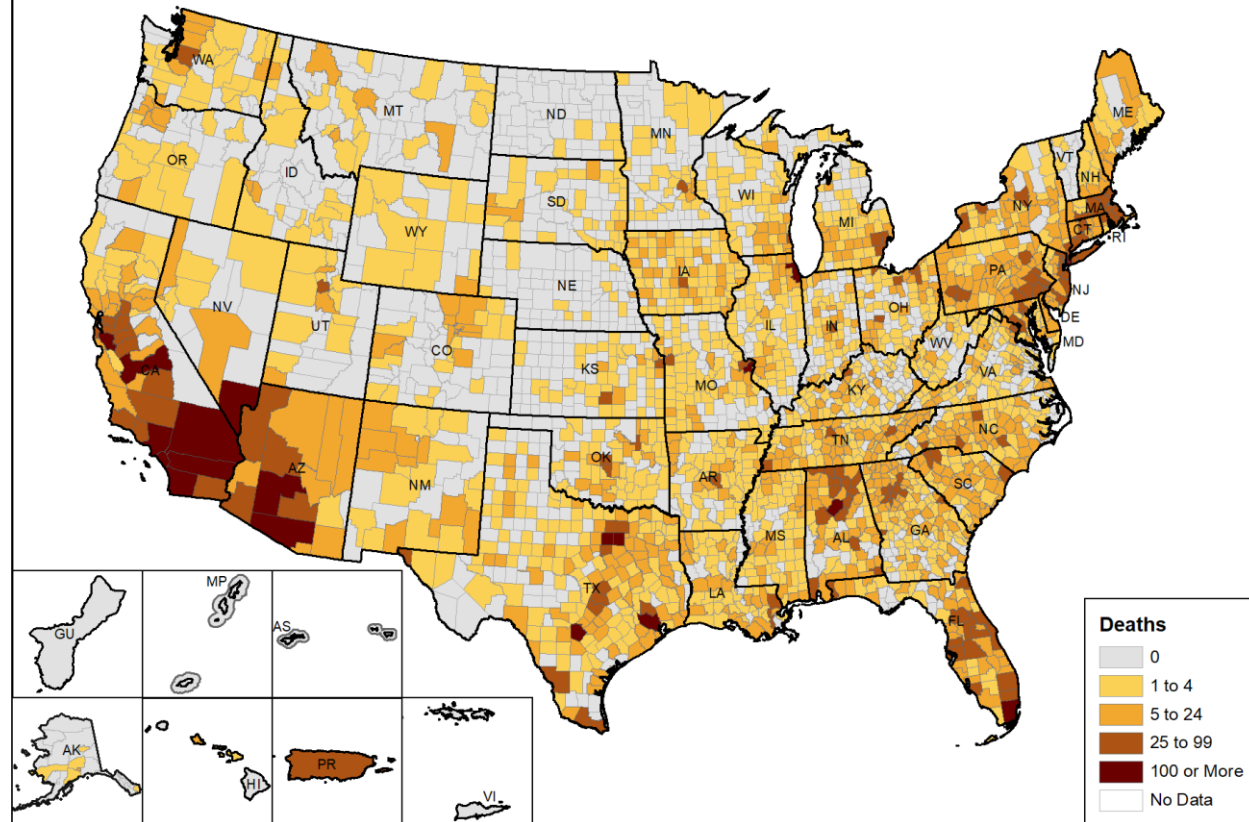 WA
MT
ND
MN
ME
OR
ID
SD
WI
VT
NH
NY
MA
WY
MI
CT
RI
IA
PA
NV
NE
NJ
UT
IL
IN
OH
DE
CO
MD
CA
KS
MO
WV
VA
KY
NC
TN
AZ
NM
OK
AR
SC
MS
AL
GA
TX
LA
FL
GU
MP
AS
AK
HI
PR
VI
Deaths
0
1 to 4
5 to 24
25 to 99
100 or More
No Data